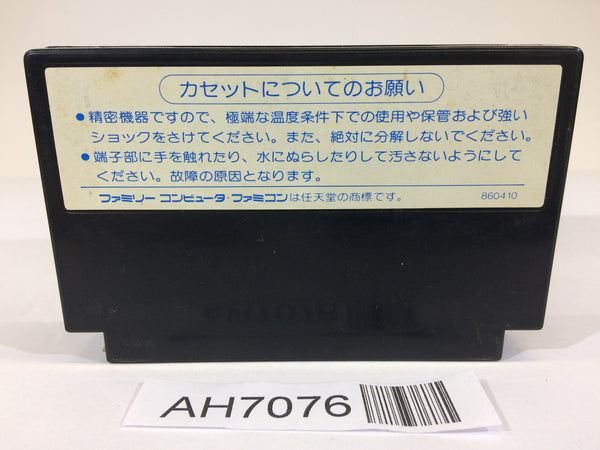 カセットについてのお願い
●精密機器ですので、極端な温度条件下での使用や保管および強い
ショックをさけてください。また、絶対に分解しないでください。
●端子部に手を触れたり、水にぬらしたりして汚さないようにして
ください。故障の原因となります。
ファミリー コンピュータ・ファミコンは任天堂の商標です。 860410
AH7076